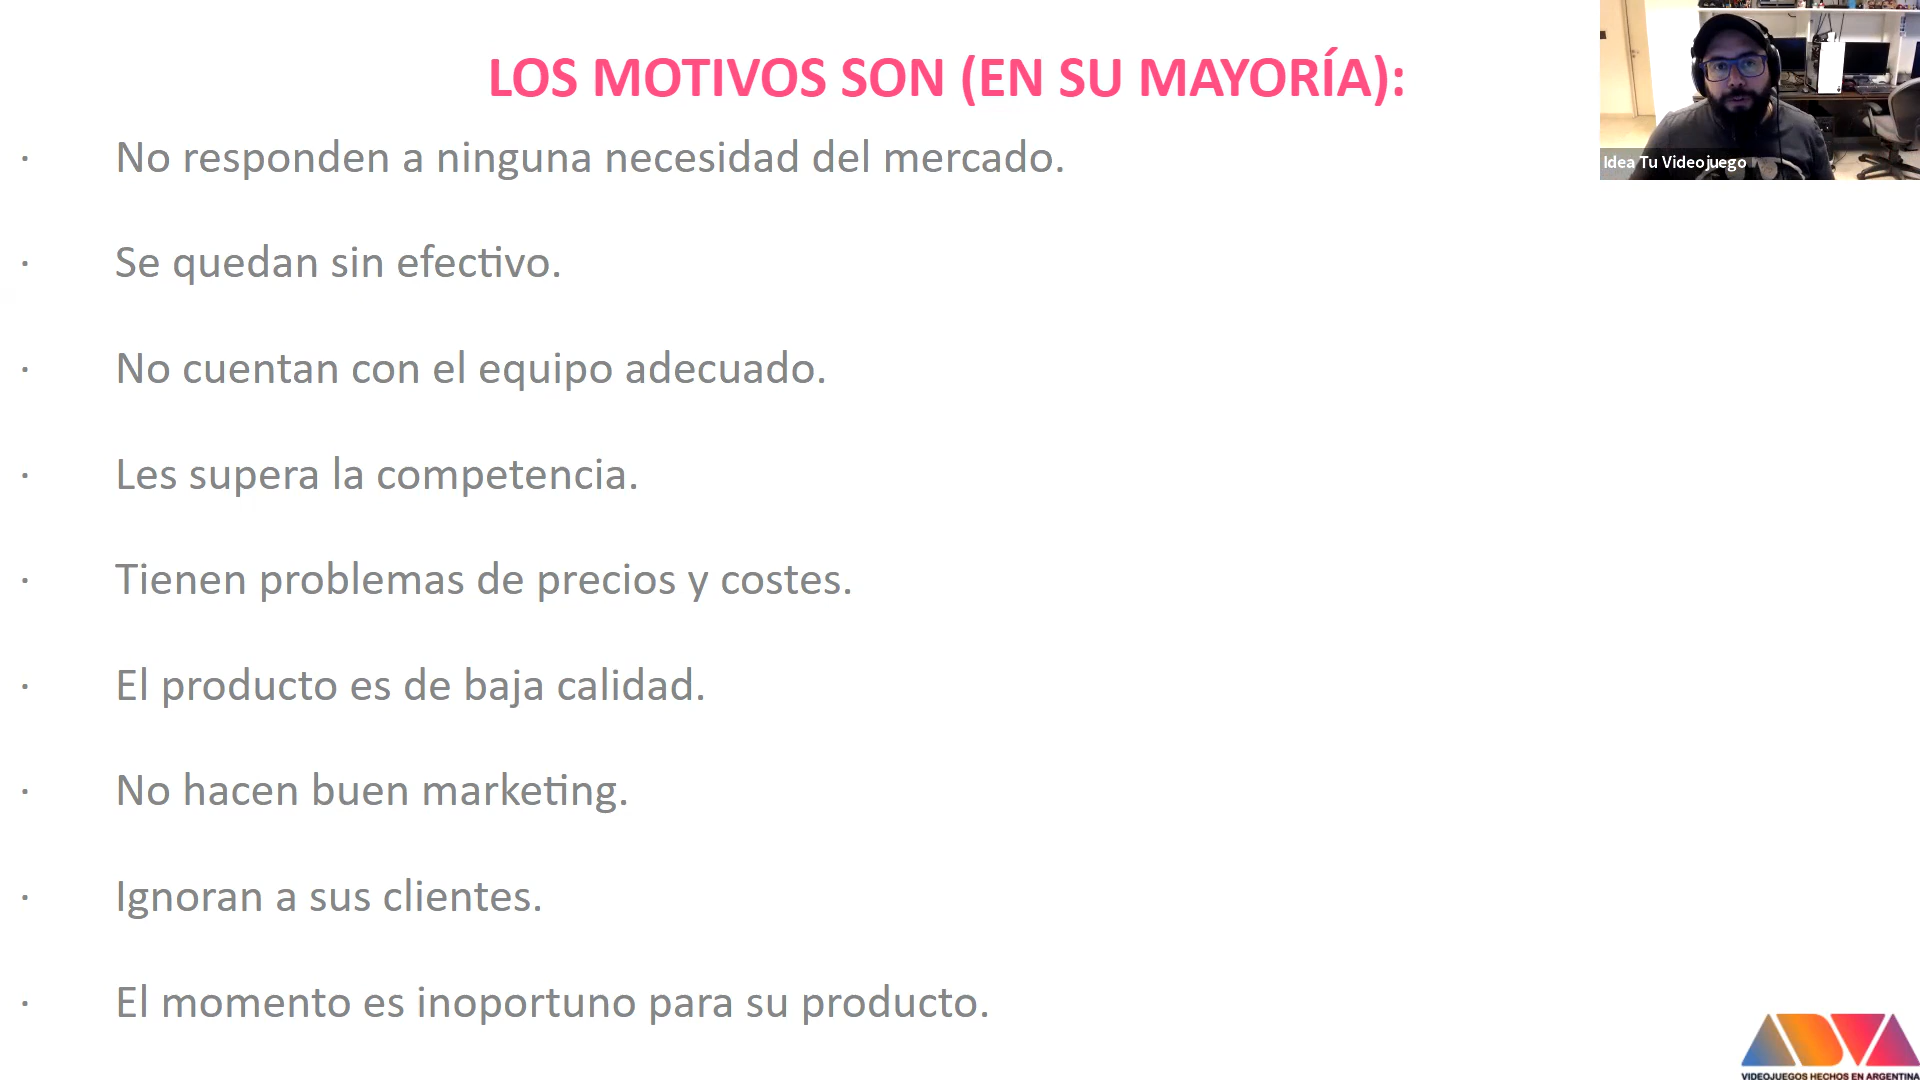 LOS MOTIVOS SON (EN SU MAYORÍA):
· No responden a ninguna necesidad del mercado.
· Se quedan sin efectivo.
· No cuentan con el equipo adecuado.
· Les supera la competencia.
· Tienen problemas de precios y costes.
· El producto es de baja calidad.
· No hacen buen marketing.
· Ignoran a sus clientes.
· El momento es inoportuno para su producto.
Idea Tu Videojuego
ADVA
VIDEOJUEGOS HECHOS EN ARGENTINA